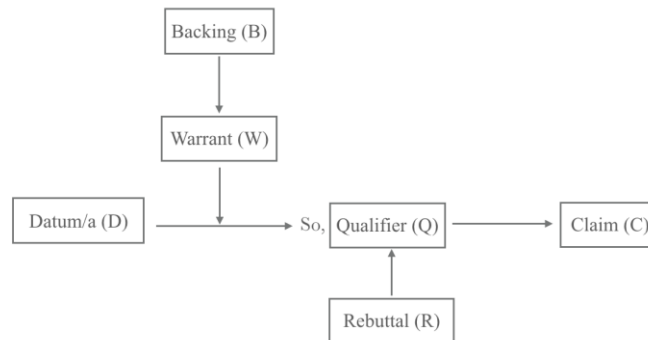 Backing (B)
Warrant (W)
Datum/a (D)
So, Qualifier (Q)
Claim (C)
Rebuttal (R)